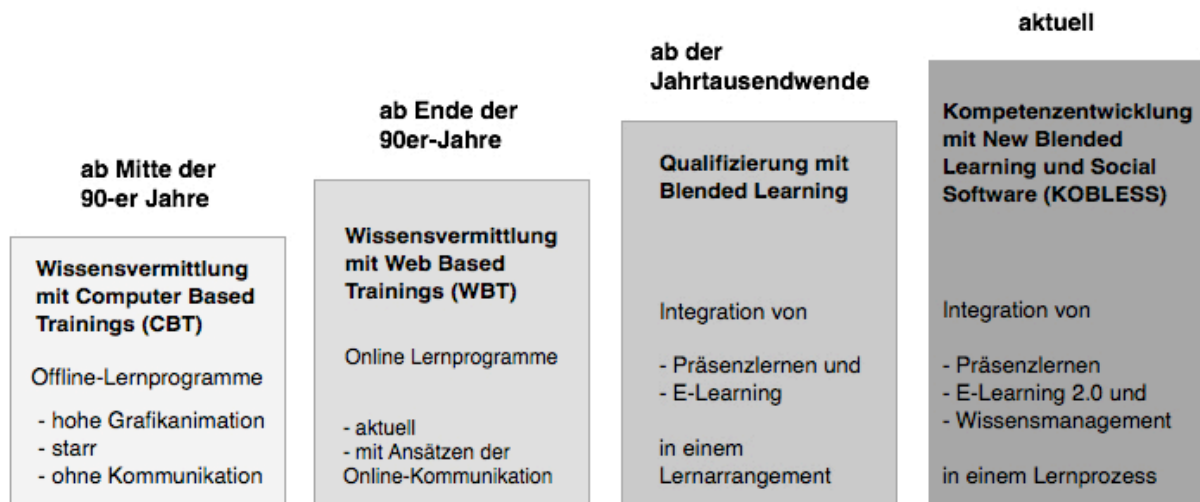 ab Mitte der
90-er Jahre
Wissensvermittlung
mit Computer Based
Trainings (CBT)
Offline-Lernprogramme
- hohe Grafikanimation
- starr
- ohne Kommunikation
ab Ende der
90er-Jahre
Wissensvermittlung
mit Web Based
Trainings (WBT)
Online Lernprogramme
- aktuell
- mit Ansätzen der
Online-Kommunikation
ab der
Jahrtausendwende
Qualifizierung mit
Blended Learning
Integration von
- Präsenzlernen und
- E-Learning
in einem
Lernarrangement
aktuell
Kompetenzentwicklung
mit New Blended
Learning und Social
Software (KOBLESS)
Integration von
- Präsenzlernen
- E-Learning 2.0 und
- Wissensmanagement
in einem Lernprozess